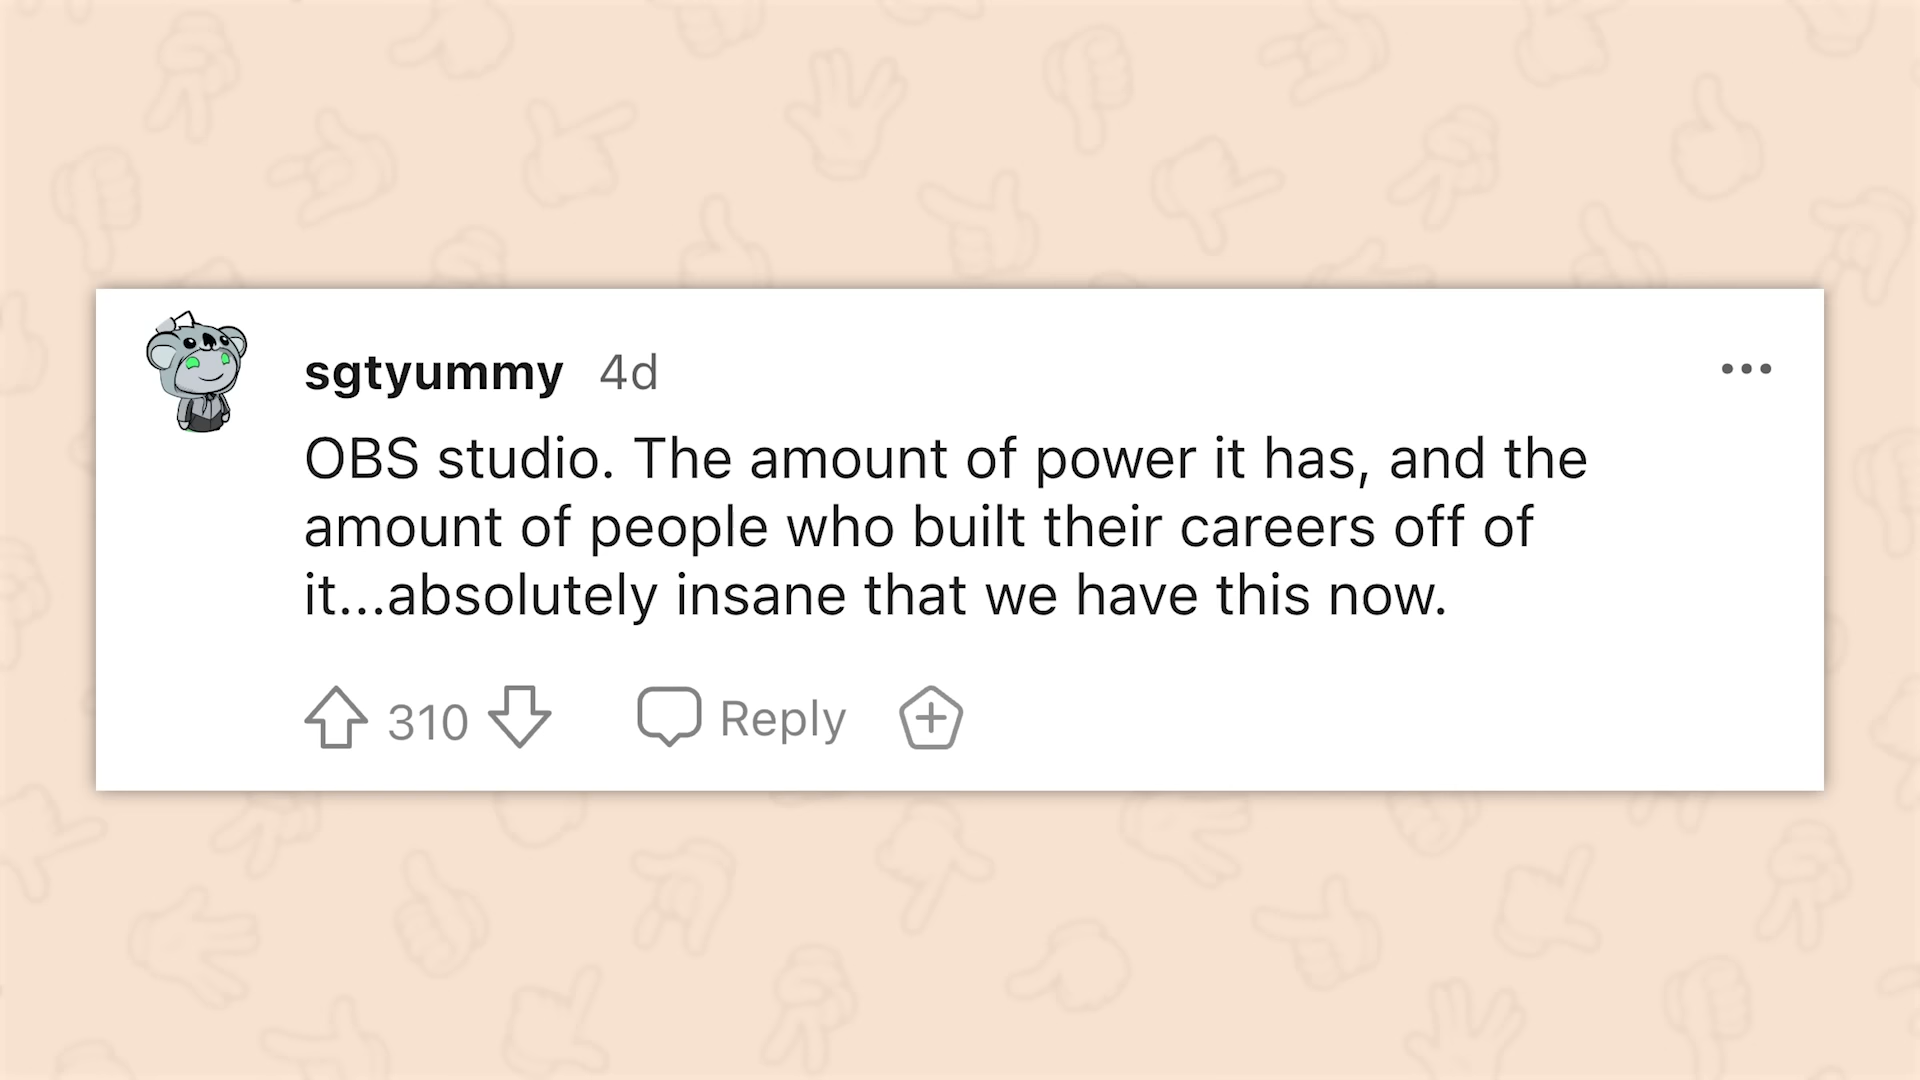 sgtyummy 4d
OBS studio. The amount of power it has, and the
amount of people who built their careers off of
it...absolutely insane that we have this now.
310 Reply